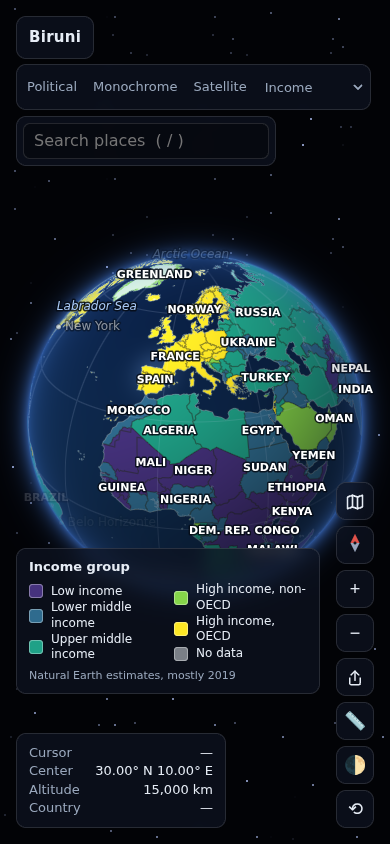 Biruni
Political Monochrome Satellite Income
Search places ( / )
Arctic Ocean
GREENLAND
Labrador Sea
NORWAY
RUSSIA
New York
UKRAINE
FRANCE
NEPAL
SPAIN
TURKEY
INDIA
MOROCCO
OMAN
ALGERIA
EGYPT
YEMEN
MALI
NIGER
SUDAN
GUINEA
ETHIOPIA
BRAZIL
NIGERIA
KENYA
Belo Horizonte
DEM. REP. CONGO
MALAWI
Income group
Low income
Lower middle
income
Upper middle
income
High income, non-
OECD
High income,
OECD
No data
Natural Earth estimates, mostly 2019
Cursor —
Center 30.00° N 10.00° E
Altitude 15,000 km
Country —